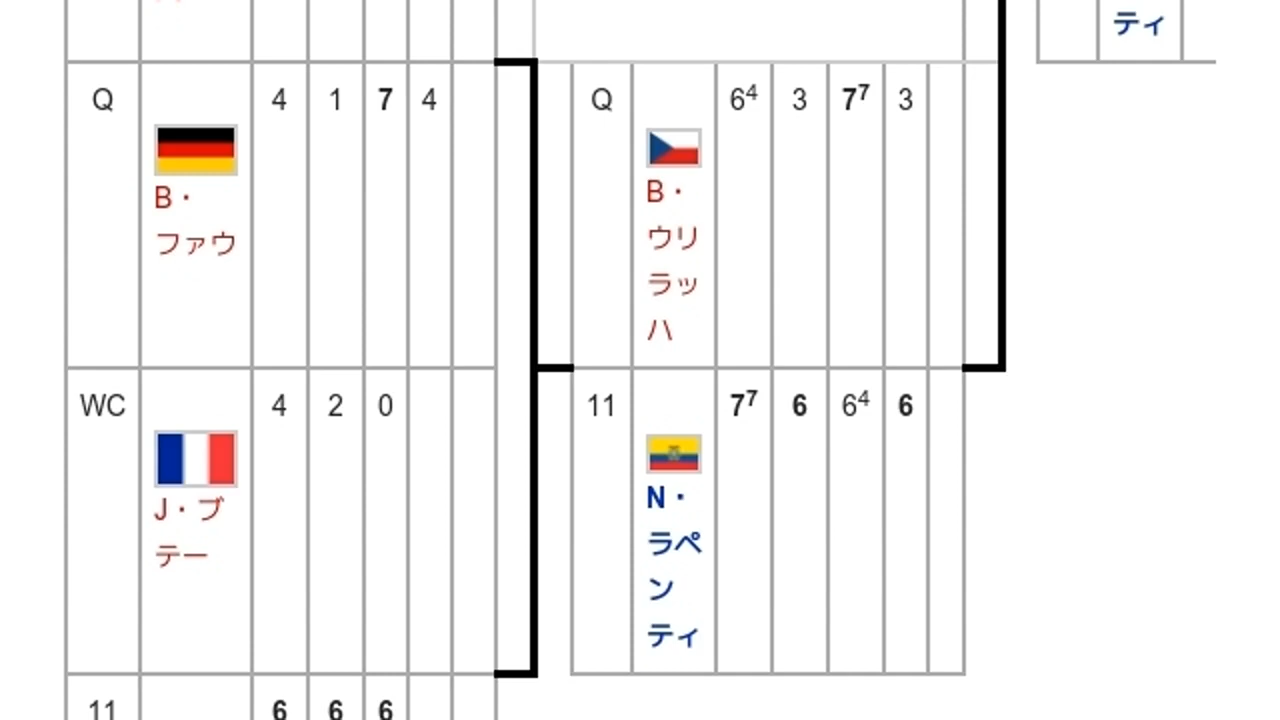 ティ
Q 4 1 7 4
B・
ファウ
Q 6⁴ 3 7⁷ 3
B・
ウリ
ラッ
ハ
WC 4 2 0
J・ブ
テー
11 7⁷ 6 6⁴ 6
N・
ラペ
ン
ティ
11 6 6 6